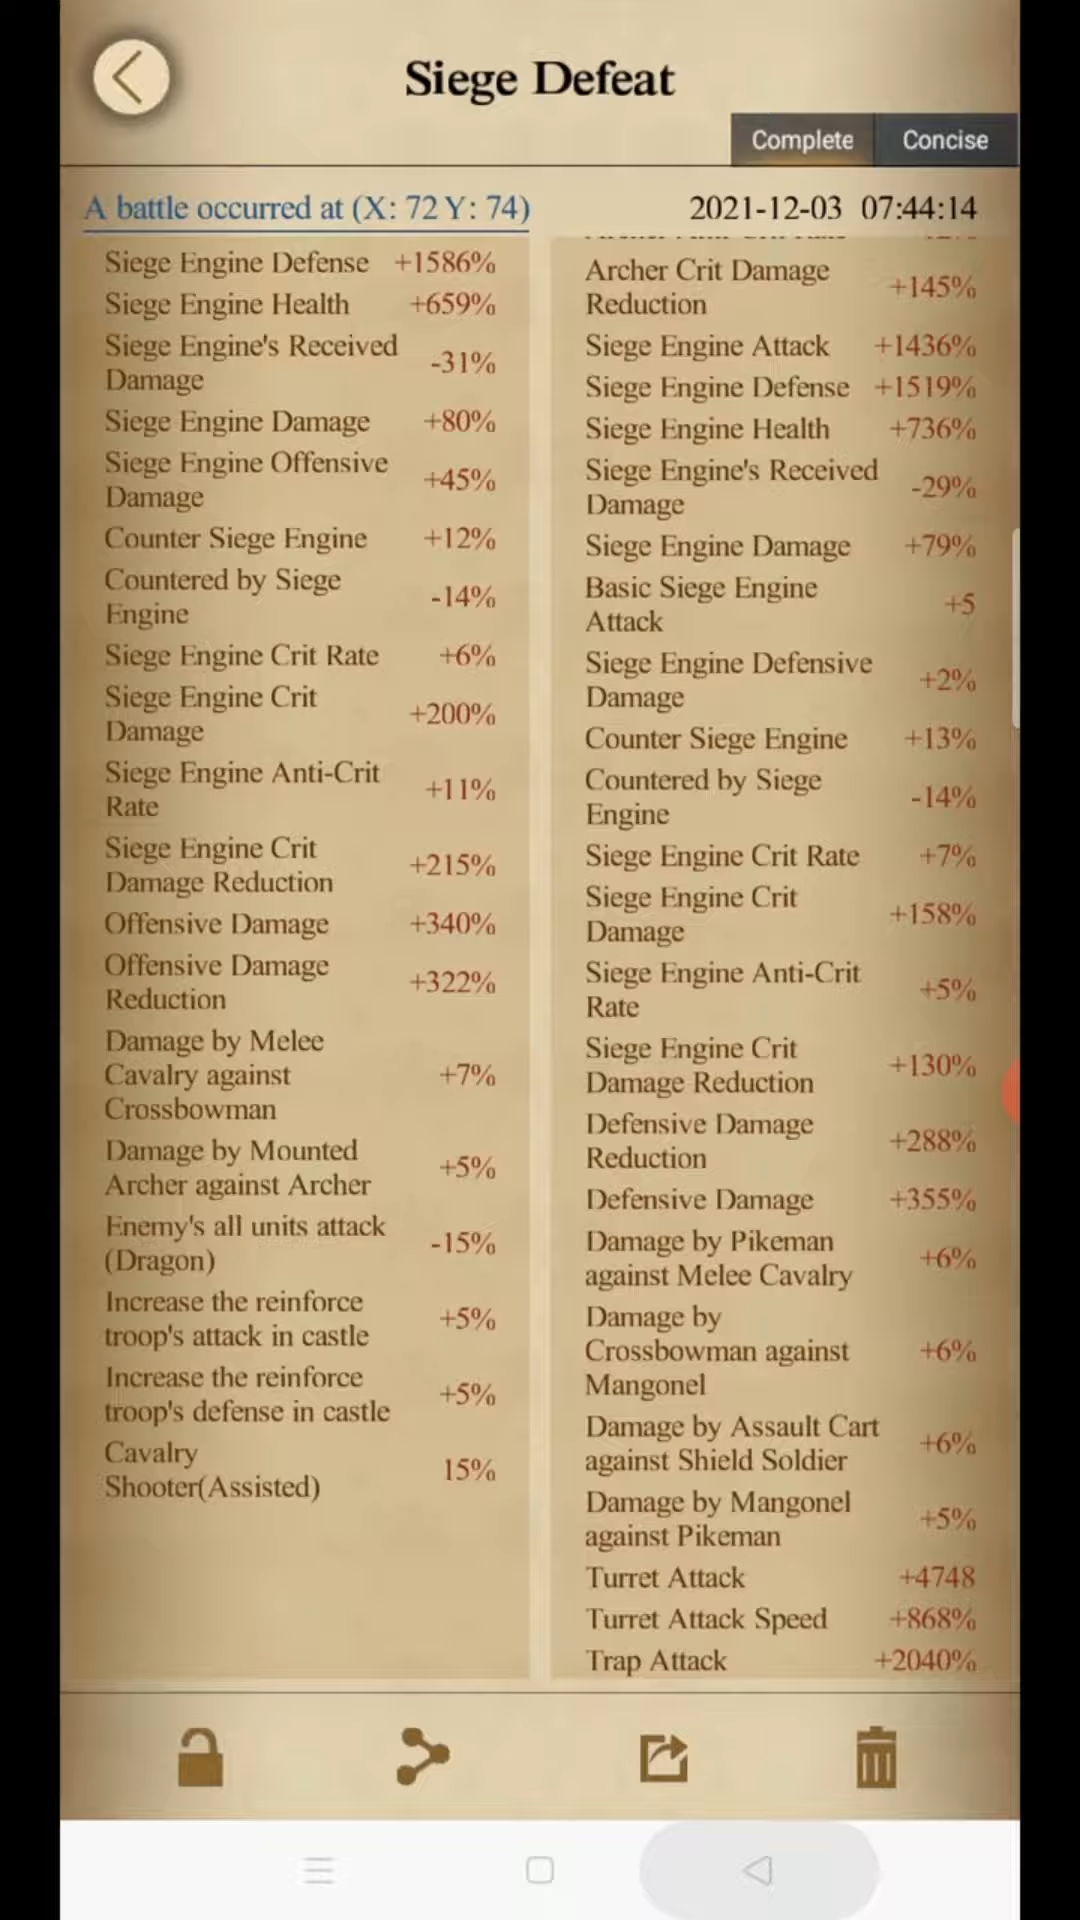 Siege Defeat
Complete
Concise
A battle occurred at (X: 72 Y: 74)
2021-12-03 07:44:14
Siege Engine Defense +1586%
Siege Engine Health +659%
Siege Engine's Received
Damage -31%
Siege Engine Damage +80%
Siege Engine Offensive
Damage +45%
Counter Siege Engine +12%
Countered by Siege
Engine -14%
Siege Engine Crit Rate +6%
Siege Engine Crit
Damage +200%
Siege Engine Anti-Crit
Rate +11%
Siege Engine Crit
Damage Reduction +215%
Offensive Damage +340%
Offensive Damage
Reduction +322%
Damage by Melee
Cavalry against +7%
Crossbowman
Damage by Mounted
Archer against Archer +5%
Enemy's all units attack
(Dragon) -15%
Increase the reinforce
troop's attack in castle +5%
Increase the reinforce
troop's defense in castle +5%
Cavalry
Shooter(Assisted) 15%
Archer Crit Damage
Reduction +145%
Siege Engine Attack +1436%
Siege Engine Defense +1519%
Siege Engine Health +736%
Siege Engine's Received
Damage -29%
Siege Engine Damage +79%
Basic Siege Engine
Attack +5
Siege Engine Defensive
Damage +2%
Counter Siege Engine +13%
Countered by Siege
Engine -14%
Siege Engine Crit Rate +7%
Siege Engine Crit
Damage +158%
Siege Engine Anti-Crit
Rate +5%
Siege Engine Crit
Damage Reduction +130%
Defensive Damage
Reduction +288%
Defensive Damage +355%
Damage by Pikeman
against Melee Cavalry +6%
Damage by
Crossbowman against +6%
Mangonel
Damage by Assault Cart
against Shield Soldier +6%
Damage by Mangonel
against Pikeman +5%
Turret Attack +4748
Turret Attack Speed +868%
Trap Attack +2040%